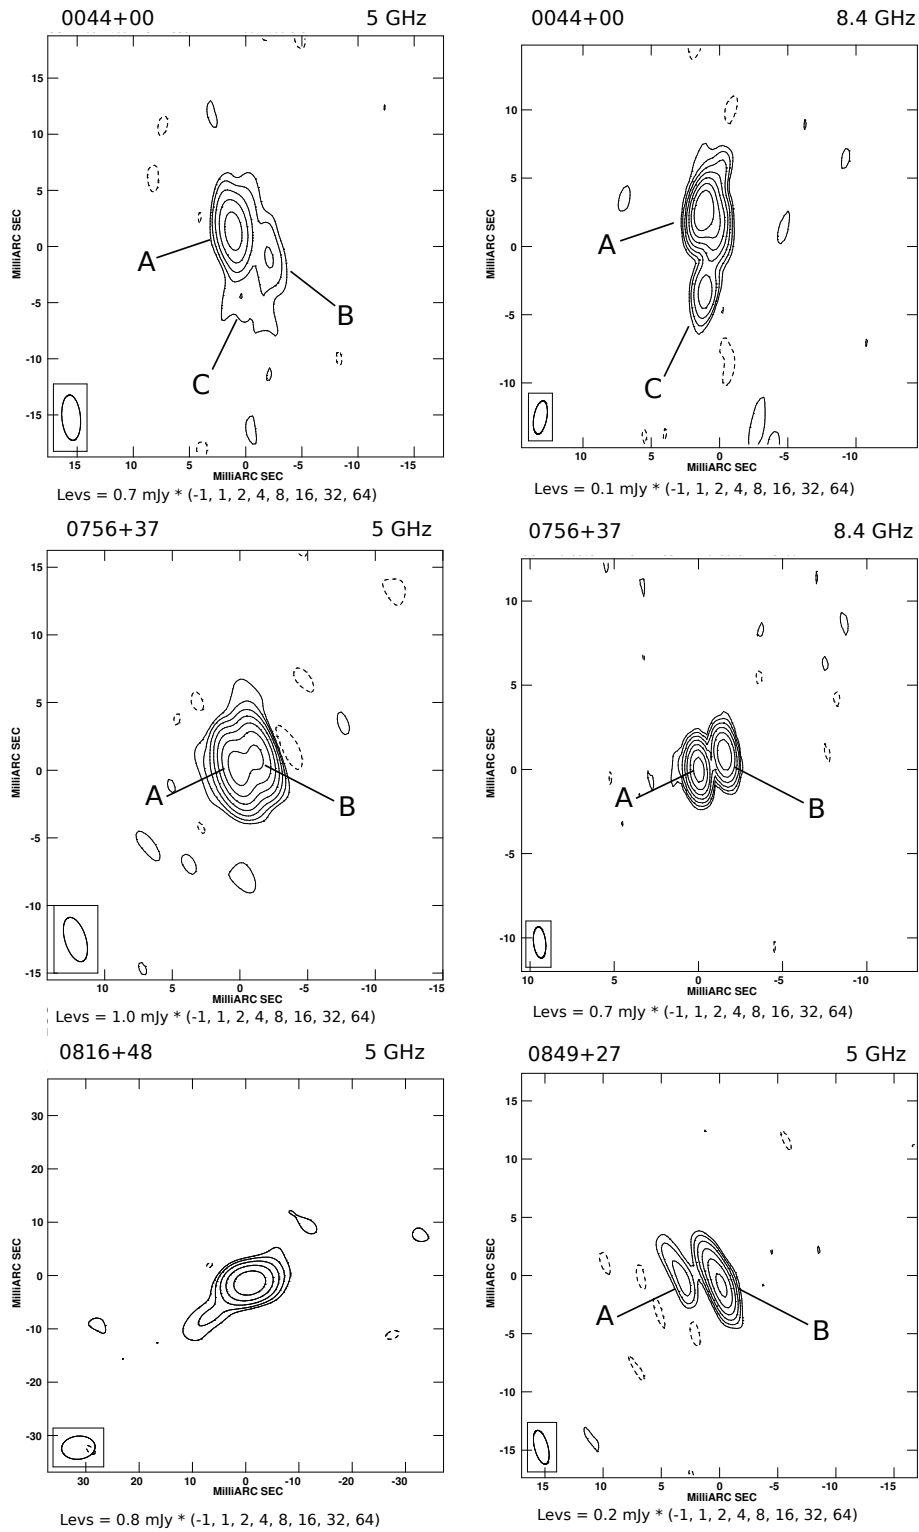 0044+00 5 GHz
15
10
5
0
-5
-10
-15
MilliARC SEC
A
B
C
15 10 5 0 -5 -10 -15
MilliARC SEC
Levs = 0.7 mJy * (-1, 1, 2, 4, 8, 16, 32, 64)
0044+00 8.4 GHz
10
5
0
-5
-10
MilliARC SEC
A
C
10 5 0 -5 -10
MilliARC SEC
Levs = 0.1 mJy * (-1, 1, 2, 4, 8, 16, 32, 64)
0756+37 5 GHz
15
10
5
0
-5
-10
-15
MilliARC SEC
A
B
10 5 0 -5 -10 -15
MilliARC SEC
Levs = 1.0 mJy * (-1, 1, 2, 4, 8, 16, 32, 64)
0756+37 8.4 GHz
10
5
0
-5
-10
MilliARC SEC
A
B
10 5 0 -5 -10
MilliARC SEC
Levs = 0.7 mJy * (-1, 1, 2, 4, 8, 16, 32, 64)
0816+48 5 GHz
30
20
10
0
-10
-20
-30
MilliARC SEC
30 20 10 0 -10 -20 -30
MilliARC SEC
Levs = 0.8 mJy * (-1, 1, 2, 4, 8, 16, 32, 64)
0849+27 5 GHz
15
10
5
0
-5
-10
-15
MilliARC SEC
A
B
15 10 5 0 -5 -10 -15
MilliARC SEC
Levs = 0.2 mJy * (-1, 1, 2, 4, 8, 16, 32, 64)